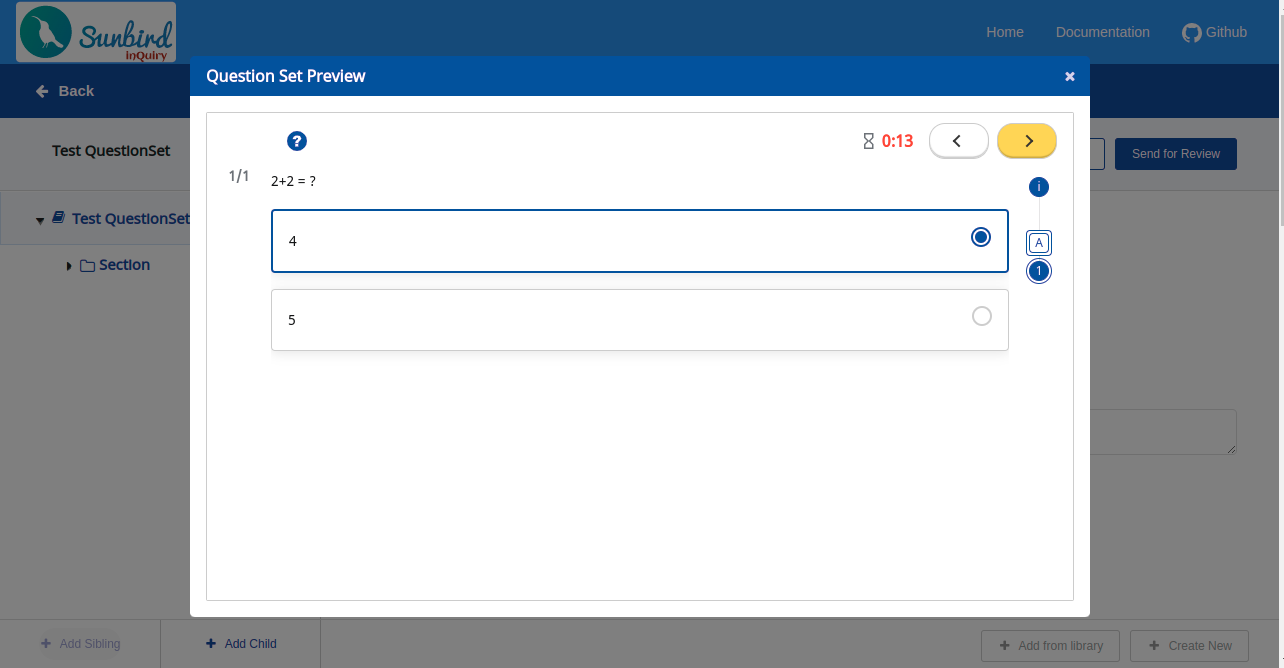 Sunbird
inQuiry
Home Documentation Github
Back
Question Set Preview ×
Test QuestionSet
Send for Review
? 0:13
1/1 2+2 = ?
i
Test QuestionSet
4
A
Section
1
5
Add Sibling
Add Child
Add from library
Create New